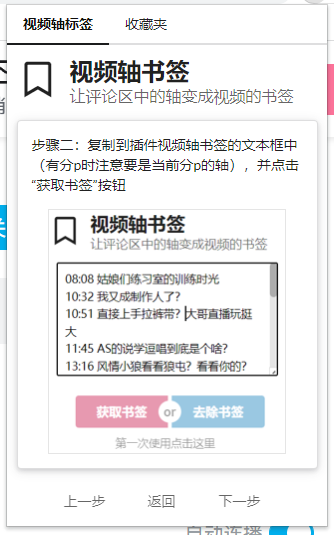 视频轴标签 收藏夹
视频轴书签
让评论区中的轴变成视频的书签
步骤二：复制到插件视频轴书签的文本框中
（有分p时注意要是当前分p的轴），并点击
“获取书签”按钮
视频轴书签
让评论区中的轴变成视频的书签
08:08 姑娘们练习室的训练时光
10:32 我又成制作人了?
10:51 直接上手拉裤带? 大哥直播玩挺
大
11:45 AS的说学逗唱到底是个啥?
13:16 风情小狼看看狼屯? 看看你的?
获取书签 or 去除书签
第一次使用点击这里
上一步 返回 下一步
自动连播